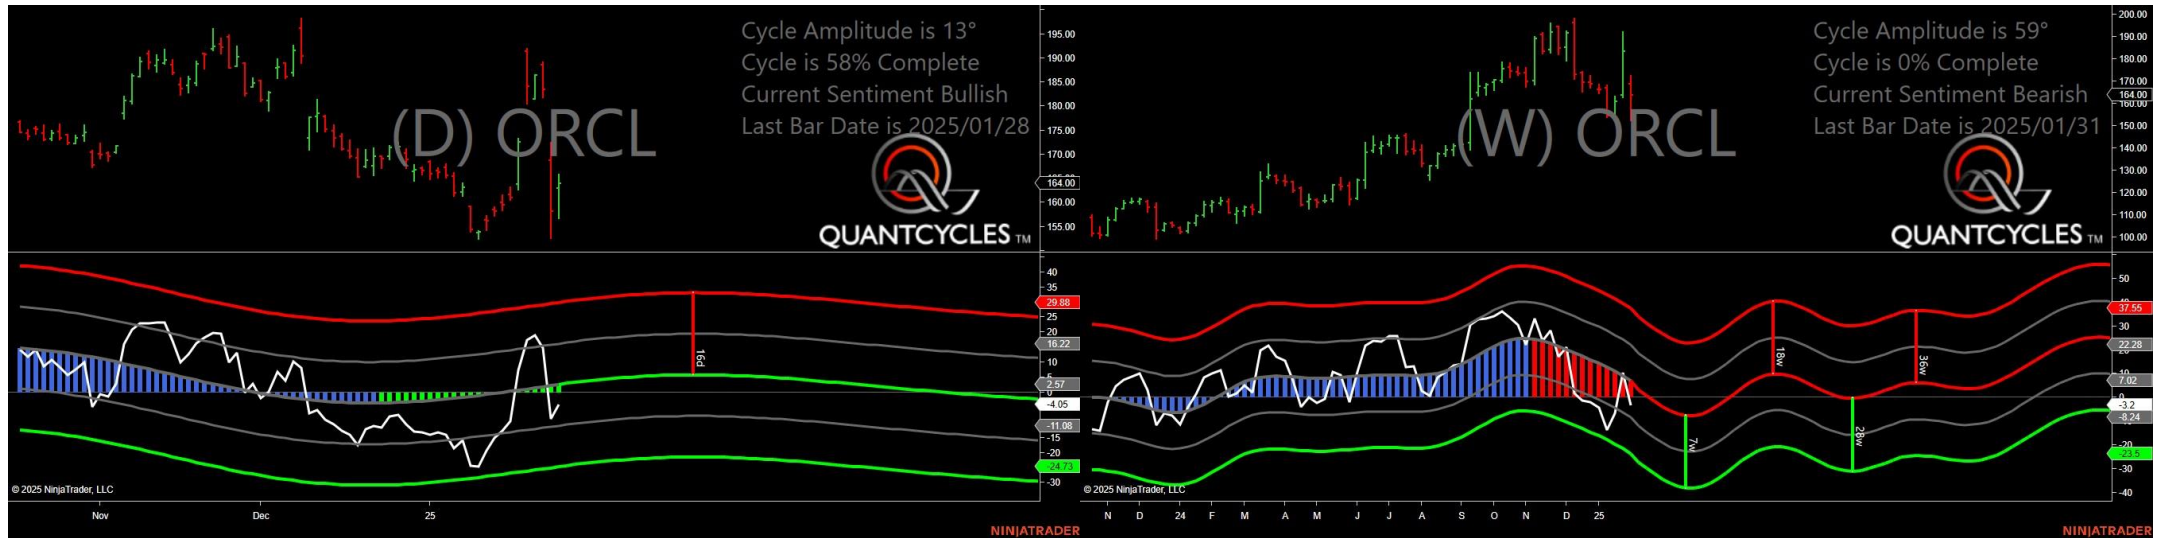 Cycle Amplitude is 13°
Cycle is 58% Complete
Current Sentiment Bullish
Last Bar Date is 2025/01/28
(D) ORCL
QUANTCYCLES TM
195.00
190.00
185.00
180.00
175.00
170.00
164.00
160.00
155.00
40
35
29.88
25
20
16.22
10
5
2.57
0
-4.05
-11.08
-15
-20
-24.73
-30
16d
© 2025 NinjaTrader, LLC
Nov
Dec
25
NINJATRADER
Cycle Amplitude is 59°
Cycle is 0% Complete
Current Sentiment Bearish
Last Bar Date is 2025/01/31
(W) ORCL
QUANTCYCLES TM
200.00
190.00
180.00
170.00
164.00
160.00
150.00
140.00
130.00
120.00
110.00
100.00
50
37.55
30
22.28
7.02
-3.2
-8.24
-20
-23.5
-30
-40
7w
18w
28w
36w
© 2025 NinjaTrader, LLC
N D 24 F M A M J J A S O N D 25
NINJATRADER